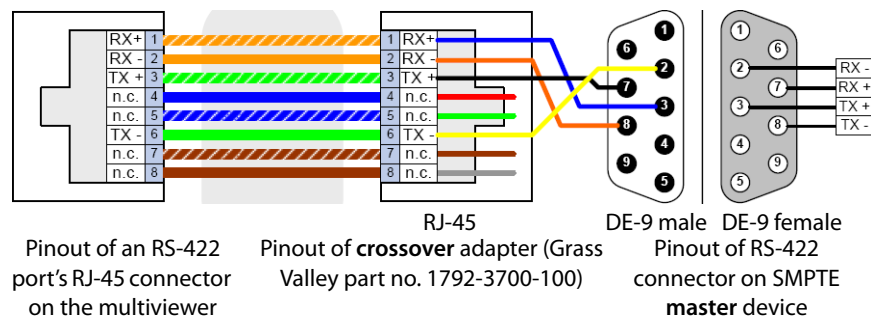 RX+ 1
RX - 2
TX + 3
n.c. 4
n.c. 5
TX - 6
n.c. 7
n.c. 8
1 RX+
2 RX -
3 TX +
4 n.c.
5 n.c.
6 TX -
7 n.c.
8 n.c.
1
6
2
7
3
8
4
9
5
1
6
2
7
3
8
4
9
5
RX -
RX +
TX +
TX -
RJ-45
DE-9 male
DE-9 female
Pinout of an RS-422
port's RJ-45 connector
on the multiviewer
Pinout of crossover adapter (Grass
Valley part no. 1792-3700-100)
Pinout of RS-422
connector on SMPTE
master device